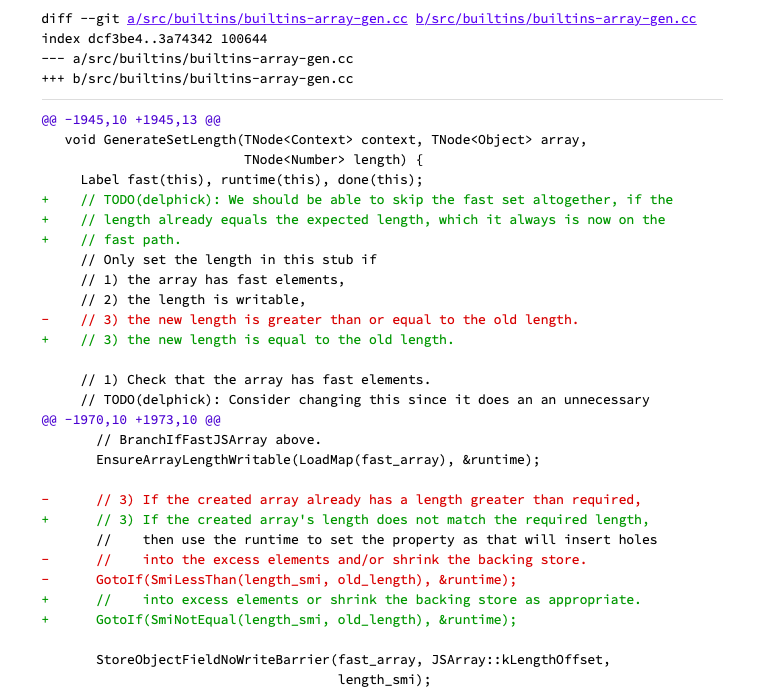 diff --git a/src/builtins/builtins-array-gen.cc b/src/builtins/builtins-array-gen.cc
index dcf3be4..3a74342 100644
--- a/src/builtins/builtins-array-gen.cc
+++ b/src/builtins/builtins-array-gen.cc
@@ -1945,10 +1945,13 @@
   void GenerateSetLength(TNode<Context> context, TNode<Object> array,
                          TNode<Number> length) {
     Label fast(this), runtime(this), done(this);
+    // TODO(delphick): We should be able to skip the fast set altogether, if the
+    // length already equals the expected length, which it always is now on the
+    // fast path.
     // Only set the length in this stub if
     // 1) the array has fast elements,
     // 2) the length is writable,
-    // 3) the new length is greater than or equal to the old length.
+    // 3) the new length is equal to the old length.

     // 1) Check that the array has fast elements.
     // TODO(delphick): Consider changing this since it does an an unnecessary
@@ -1970,10 +1973,10 @@
       // BranchIfFastJSArray above.
       EnsureArrayLengthWritable(LoadMap(fast_array), &runtime);

-      // 3) If the created array already has a length greater than required,
+      // 3) If the created array's length does not match the required length,
       //    then use the runtime to set the property as that will insert holes
-      //    into the excess elements and/or shrink the backing store.
-      GotoIf(SmiLessThan(length_smi, old_length), &runtime);
+      //    into excess elements or shrink the backing store as appropriate.
+      GotoIf(SmiNotEqual(length_smi, old_length), &runtime);

       StoreObjectFieldNoWriteBarrier(fast_array, JSArray::kLengthOffset,
                                      length_smi);